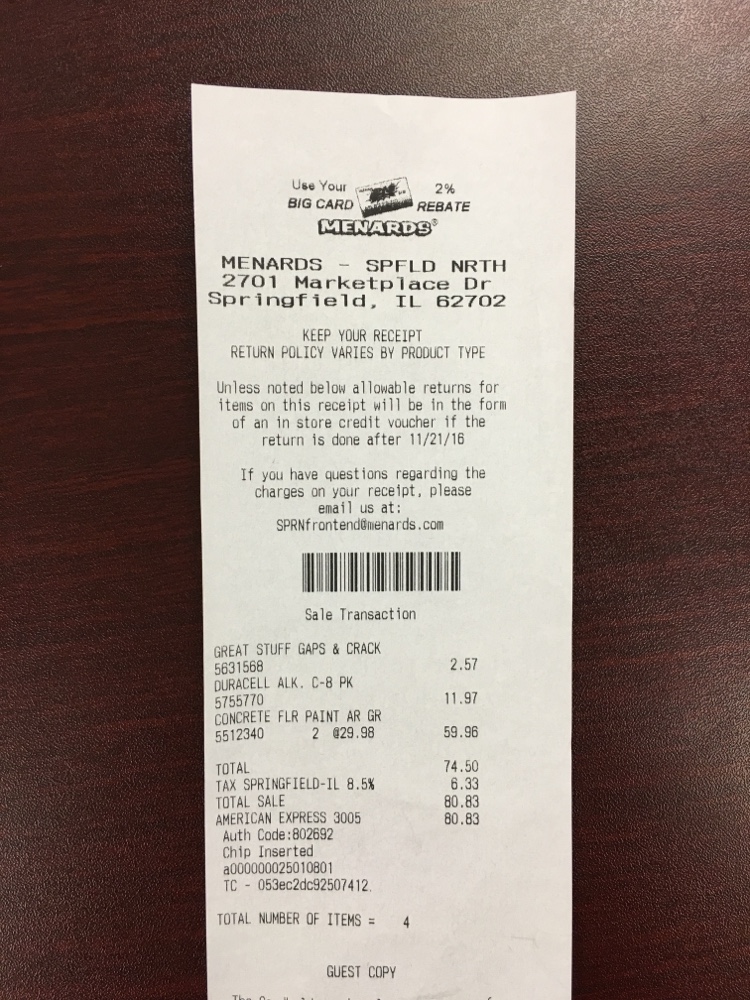 Use Your 2%
BIG CARD REBATE
MENARDS®
MENARDS - SPFLD NRTH
2701 Marketplace Dr
Springfield, IL 62702
KEEP YOUR RECEIPT
RETURN POLICY VARIES BY PRODUCT TYPE
Unless noted below allowable returns for
items on this receipt will be in the form
of an in store credit voucher if the
return is done after 11/21/16
If you have questions regarding the
charges on your receipt, please
email us at:
SPRNfrontend@menards.com
Sale Transaction
GREAT STUFF GAPS & CRACK
5631568 2.57
DURACELL ALK. C-8 PK
5755770 11.97
CONCRETE FLR PAINT AR GR
5512340 2 @29.98 59.96
TOTAL 74.50
TAX SPRINGFIELD-IL 8.5% 6.33
TOTAL SALE 80.83
AMERICAN EXPRESS 3005 80.83
Auth Code:802692
Chip Inserted
a000000025010801
TC - 053ec2dc92507412
TOTAL NUMBER OF ITEMS = 4
GUEST COPY